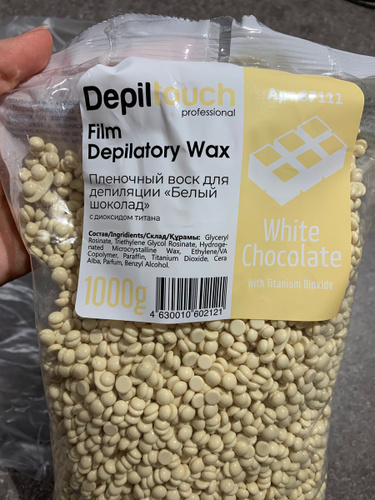 Depiltouch
professional
Film
Depilatory Wax
Пленочный воск для
депиляции «Белый
шоколад»
с диоксидом титана
Состав/Ingredients/Склад/Құрамы: Glyceryl
Rosinate, Triethylene Glycol Rosinate, Hydroge-
nated Microcystalline Wax, Ethylene/VA
Copolymer, Paraffin, Titanium Dioxide, Cera
Alba, Parfum, Benzyl Alcohol.
1000g
4 630010 602121
White
Chocolate
with Titanium Dioxide